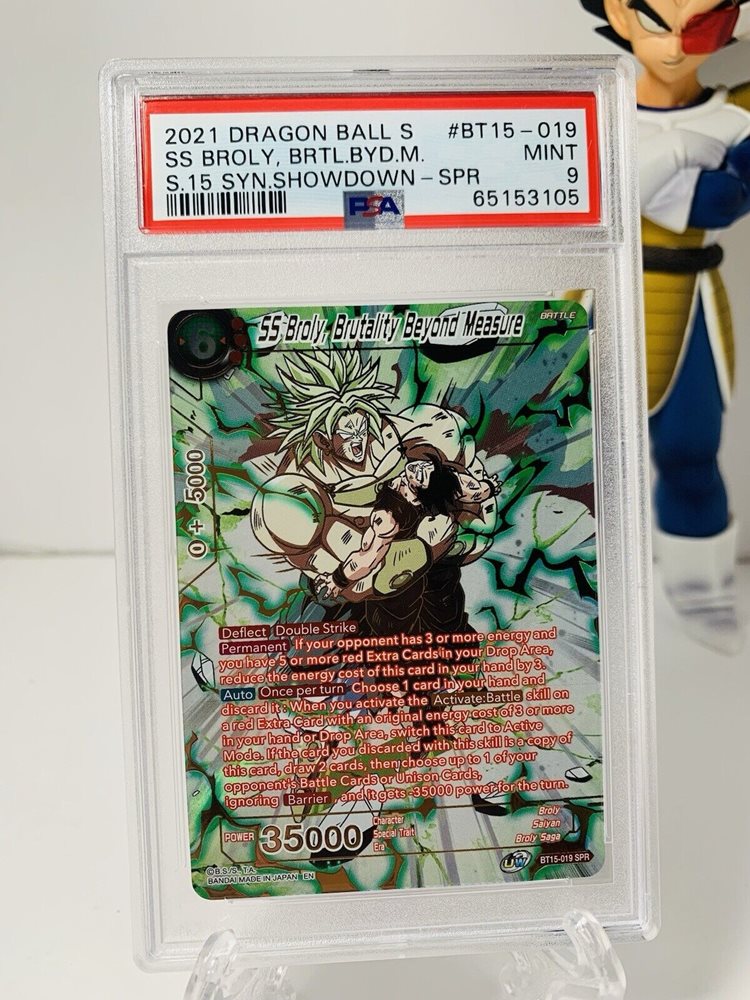 2021 DRAGON BALL S #BT15-019
SS BROLY, BRTL.BYD.M. MINT
S.15 SYN.SHOWDOWN-SPR 9
PSA 65153105
6
SS Broly, Brutality Beyond Measure
BATTLE
0+ 5000
Deflect Double Strike
Permanent If your opponent has 3 or more energy and
you have 5 or more red Extra Cards in your Drop Area,
reduce the energy cost of this card in your hand by 3.
Auto Once per turn Choose 1 card in your hand and
discard it : When you activate the Activate:Battle skill on
a red Extra Card with an original energy cost of 3 or more
in your hand or Drop Area, switch this card to Active
Mode. If the card you discarded with this skill is a copy of
this card, draw 2 cards, then choose up to 1 of your
opponent's Battle Cards or Unison Cards,
ignoring Barrier , and it gets -35000 power for the turn.
POWER 35000
Character Broly
Special Trait Saiyan
Era Broly Saga
UW BT15-019 SPR
©B.S./S., T.A.
BANDAI MADE IN JAPAN EN